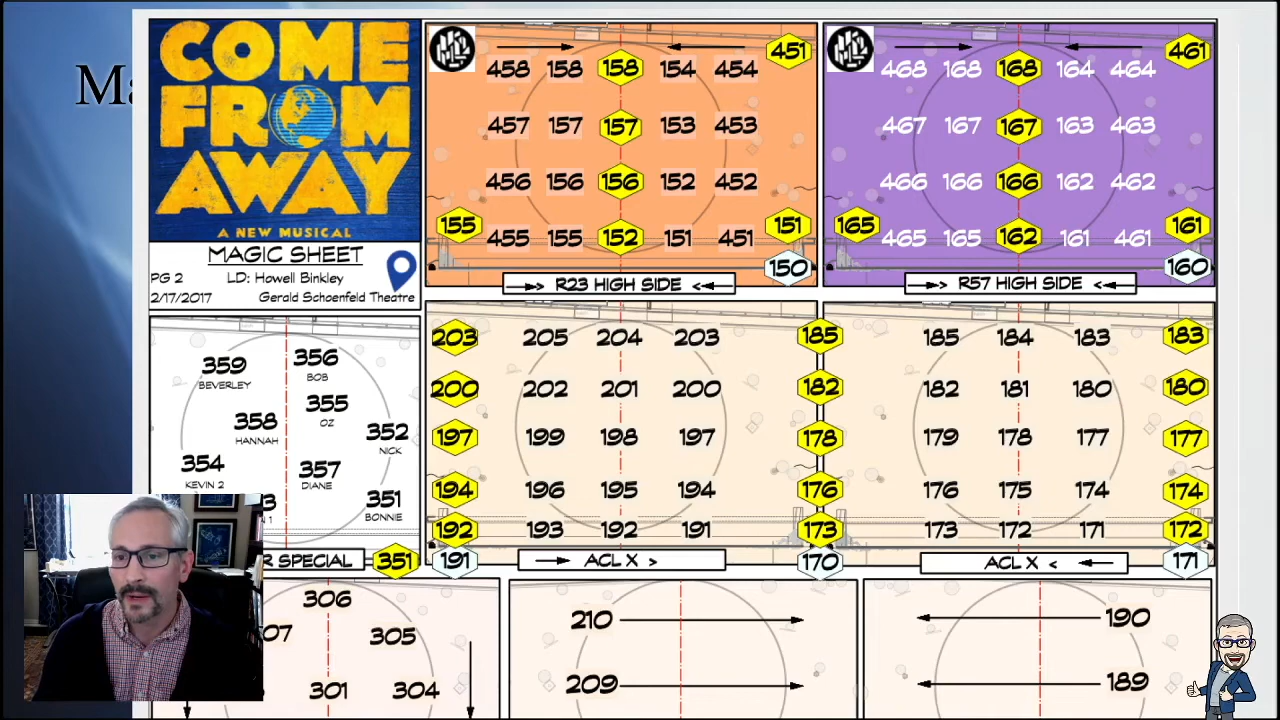 Ma
COME
FROM
AWAY
A NEW MUSICAL
MAGIC SHEET
PG 2 LD: Howell Binkley
2/17/2017 Gerald Schoenfeld Theatre
451
458 158 158 154 454
457 157 157 153 453
456 156 156 152 452
155 151
455 155 152 151 451
150
R23 HIGH SIDE
461
468 168 168 164 464
467 167 167 163 463
466 166 166 162 462
165 161
465 165 162 161 461
160
R57 HIGH SIDE
359
BEVERLEY
356
BOB
355
OZ
358
HANNAH
352
NICK
354
KEVIN 2
357
DIANE
3
1
351
BONNIE
R SPECIAL 351
203 205 204 203 185
200 202 201 200 182
197 199 198 197 178
194 196 195 194 176
192 193 192 191 173
191 ACL X > 170
185 184 183 183
182 181 180 180
179 178 177 177
176 175 174 174
173 172 171 172
ACL X < 171
306
07 305
301 304
210
209
190
189